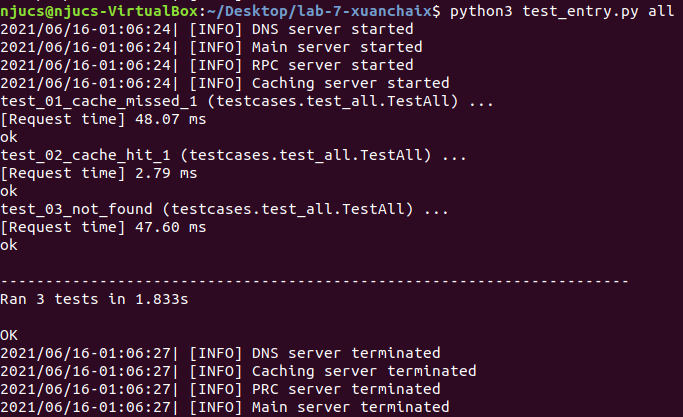 njucs@njucs-VirtualBox:~/Desktop/lab-7-xuanchaix$ python3 test_entry.py all
2021/06/16-01:06:24| [INFO] DNS server started
2021/06/16-01:06:24| [INFO] Main server started
2021/06/16-01:06:24| [INFO] RPC server started
2021/06/16-01:06:24| [INFO] Caching server started
test_01_cache_missed_1 (testcases.test_all.TestAll) ...
[Request time] 48.07 ms
ok
test_02_cache_hit_1 (testcases.test_all.TestAll) ...
[Request time] 2.79 ms
ok
test_03_not_found (testcases.test_all.TestAll) ...
[Request time] 47.60 ms
ok
----------------------------------------------------------------------
Ran 3 tests in 1.833s
OK
2021/06/16-01:06:27| [INFO] DNS server terminated
2021/06/16-01:06:27| [INFO] Caching server terminated
2021/06/16-01:06:27| [INFO] PRC server terminated
2021/06/16-01:06:27| [INFO] Main server terminated